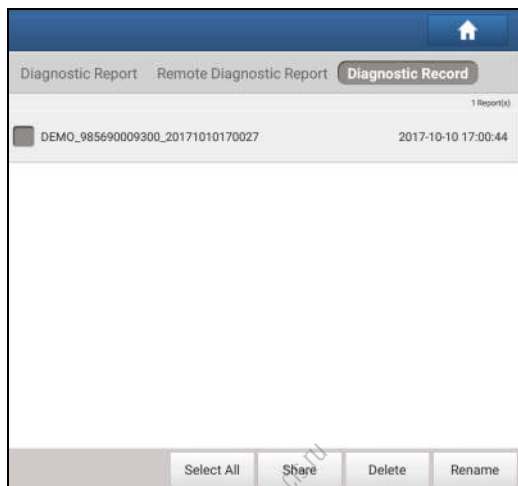 Diagnostic Report Remote Diagnostic Report Diagnostic Record
1 Report(s)
DEMO_985690009300_20171010170027 2017-10-10 17:00:44
Select All Share Delete Rename